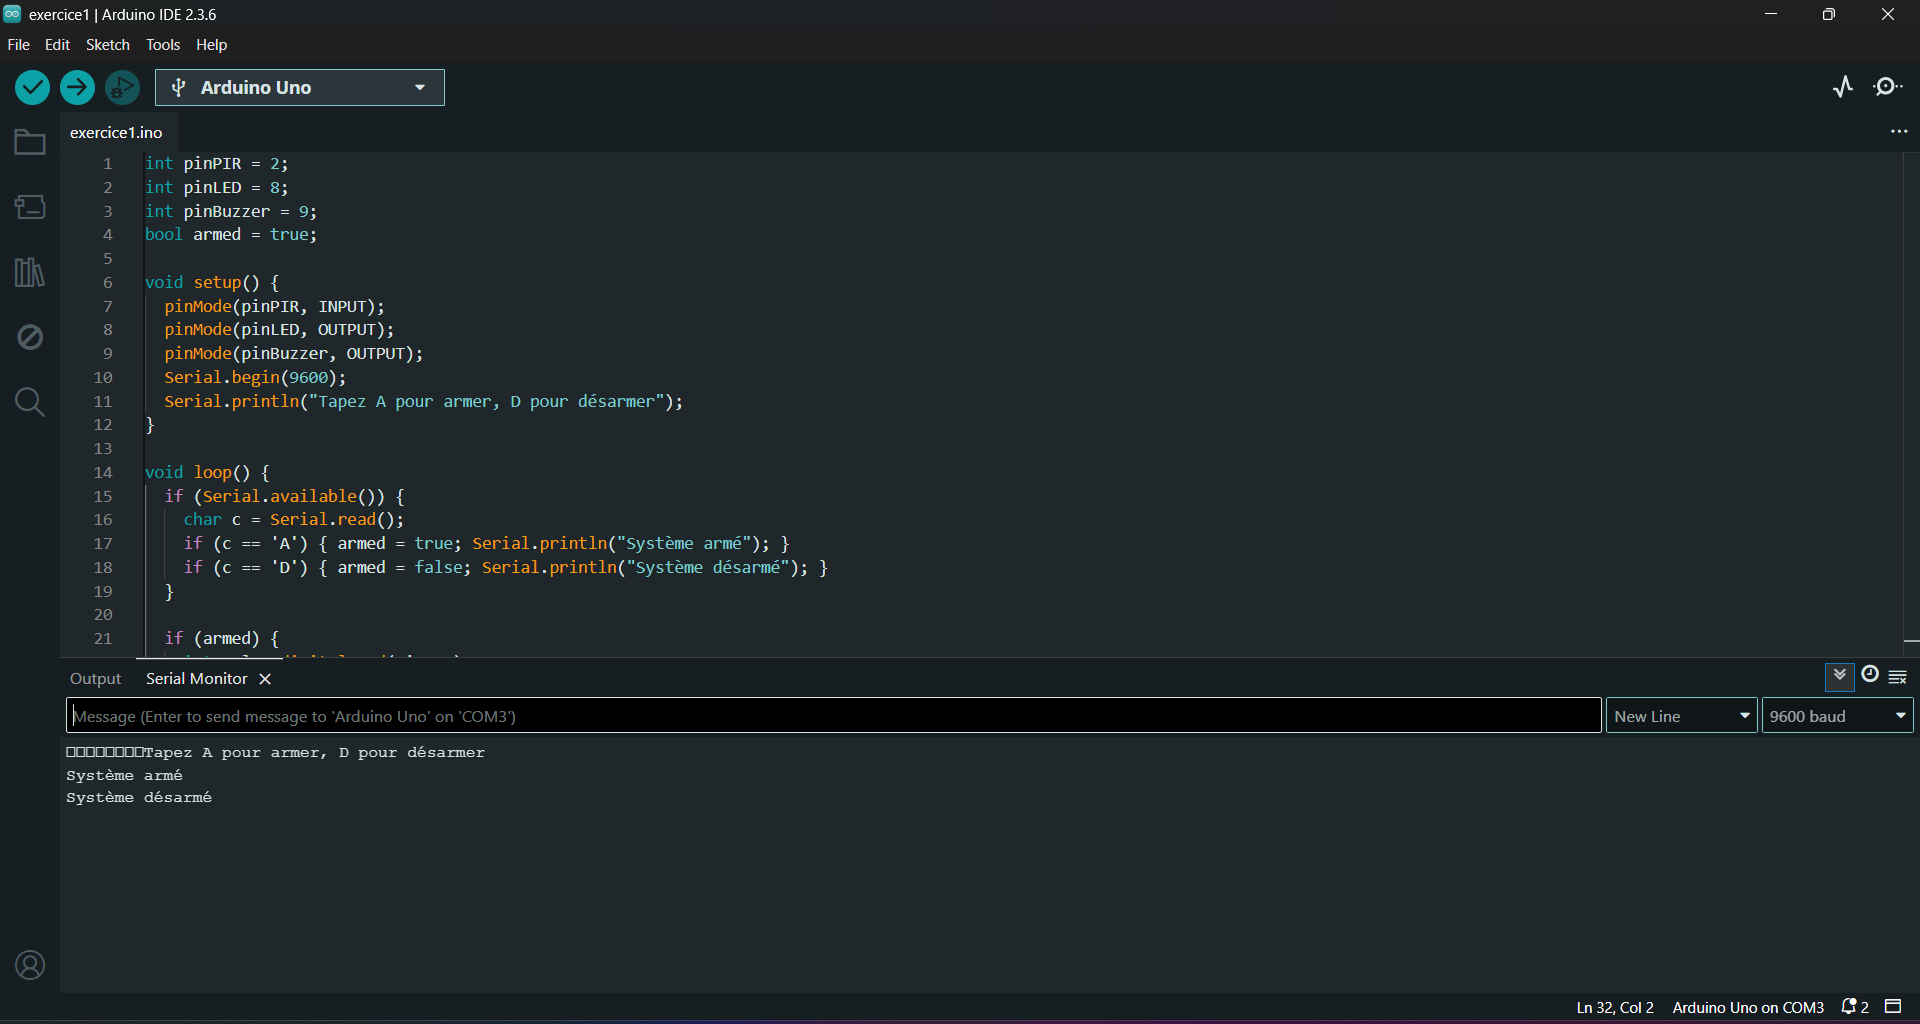 exercice1 | Arduino IDE 2.3.6
File Edit Sketch Tools Help
Arduino Uno
exercice1.ino
1 int pinPIR = 2;
2 int pinLED = 8;
3 int pinBuzzer = 9;
4 bool armed = true;
5
6 void setup() {
7 pinMode(pinPIR, INPUT);
8 pinMode(pinLED, OUTPUT);
9 pinMode(pinBuzzer, OUTPUT);
10 Serial.begin(9600);
11 Serial.println("Tapez A pour armer, D pour désarmer");
12 }
13
14 void loop() {
15 if (Serial.available()) {
16 char c = Serial.read();
17 if (c == 'A') { armed = true; Serial.println("Système armé"); }
18 if (c == 'D') { armed = false; Serial.println("Système désarmé"); }
19 }
20
21 if (armed) {
Output Serial Monitor
Message (Enter to send message to 'Arduino Uno' on 'COM3')
New Line
9600 baud
□□□□□□□□Tapez A pour armer, D pour désarmer
Système armé
Système désarmé
Ln 32, Col 2 Arduino Uno on COM3 2